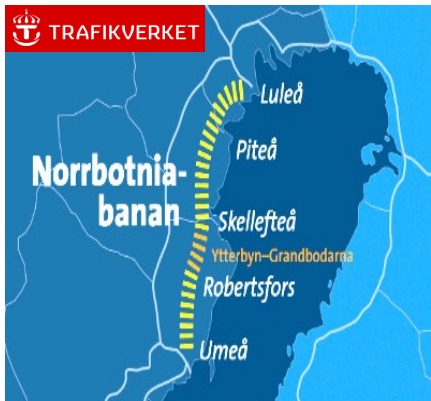 TRAFIKVERKET
Luleå
Piteå
Norrbotnia-
banan
Skellefteå
Ytterbyn–Grandbodarna
Robertsfors
Umeå